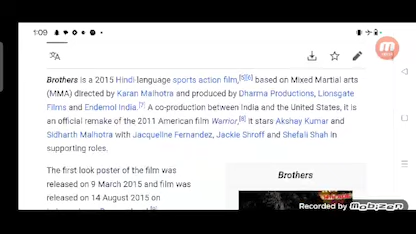 1:09
Brothers is a 2015 Hindi-language sports action film,[5][6] based on Mixed Martial arts
(MMA) directed by Karan Malhotra and produced by Dharma Productions, Lionsgate
Films and Endemol India.[7] A co-production between India and the United States, it is
an official remake of the 2011 American film Warrior,[8] It stars Akshay Kumar and
Sidharth Malhotra with Jacqueline Fernandez, Jackie Shroff and Shefali Shah in
supporting roles.
The first look poster of the film was
released on 9 March 2015 and film was
released on 14 August 2015 on
Brothers
Recorded by Mobizen